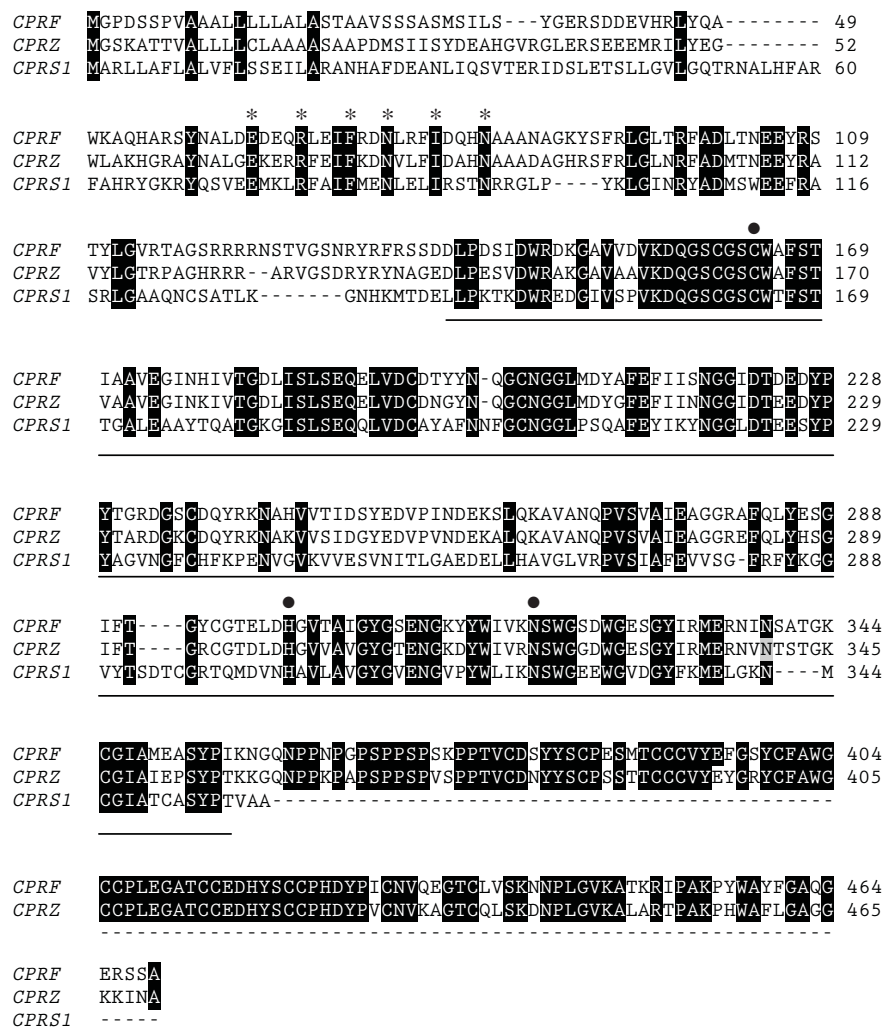 CPRF MGPDSSPVAAALLLLLLALASTAAVSSSASMSILS---YGERSDDEVHRLYQA-------- 49
CPRZ MGSKATTVALLLLCLAAAASAAPDMSIISYDEAHGVRGLERSEEEMRILYEG-------- 52
CPRS1 MARLLAFLALVFLSSEILARANHAFDEANLIQSVTERIDSLETSLLGVLGQTRNALHFAR 60
* * * * * *
CPRF WKAQHARSYNALDEDEQRLEIFRDNLRFIDQHNAAANAGKYSFRLGLTRFADLTNEEYRS 109
CPRZ WLAKHGRAYNALGEKERRFEIFKDNVLFIDAHNAAADAGHRSFRLGLNRFADMTNEEYRS 112
CPRS1 FAHRYGKRYQSVEEMKLRFAIFMENLELIRSTNRRGLP----YKLGINRYADMSWEEFRA 116
●
CPRF TYLGVRTAGSRRRRNSTVGSNRYRFRSSDDLPDSIDWRDKGAVVDVKDQGSCGSCWAFST 169
CPRZ VYLGTRPAGHRRR--ARVGSDRYRYNAGEDLPESVDWRAKGAVAAVKDQGSCGSCWAFST 170
CPRS1 SRLGAAQNCSATLK-------GNHKMTDELLPKTKDWREDGIVSPVKDQGSCGSCWTFST 169
CPRF IAAVEGINHIVTGDLISLSEQELVDCDTYYN-QGCNGGLMDYAFEFIISNGGIDTDEDYP 228
CPRZ VAAVEGINKIVTGDLISLSEQELVDCDNGYN-QGCNGGLMDYGFEFIINNGGIDTEEDYP 229
CPRS1 TGALEAAYTQATGKGISLSEQQLVDCAYAFNNFGCNGGLPSQAFEYIKYNGGLDTEESYP 229
CPRF YTGRDGSCDQYRKNAHVVTIDSYEDVPINDEKSLQKAVANQPVSVAIEAGGRAFQLYESG 288
CPRZ YTARDGKCDQYRKNAKVVSIDGYEDVPVNDEKALQKAVANQPVSVAIEAGGREFQLYHSG 289
CPRS1 YAGVNGFCHFKPENVGVKVVESVNITLGAEDELLHAVGLVRPVSIAFEVVSG-FRFYKGG 288
● ●
CPRF IFT----GYCGTELDHGVTAIGYGSENGKYYWIVKNSWGSDWGESGYIRMERNINSATGK 344
CPRZ IFT----GRCGTDLDHGVVAVGYGTENGKDYWIVRNSWGGDWGESGYIRMERNVNTSTGK 345
CPRS1 VYTSDTCGRTQMDVNHAVLAVGYGVENGVPYWLIKNSWGEEWGVDGYFKMELGKN----M 344
CPRF CGIAMEASYPIKNGQNPPNPGPSPPSPSKPPTVCDSYYSCPESMTCCCVYEFGSYCFAWG 404
CPRZ CGIAIEPSYPTKKGQNPPKPAPSPPSPVSPPTVCDNYYSCPSSTTCCCVYEYGRYCFAWG 405
CPRS1 CGIATCASYPTVAA----------------------------------------------
CPRF CCPLEGATCCEDHYSCCPHDYPICNVQEGTCLVSKNNPLGVKATKRIPAKPYWAYFGAQG 464
CPRZ CCPLEGATCCEDHYSCCPHDYPVCNVKAGTCQLSKDNPLGVKALARTPAKPHWAFLGAGG 465
------------------------------------------------------------
CPRF ERSSA
CPRZ KKINA
CPRS1 -----